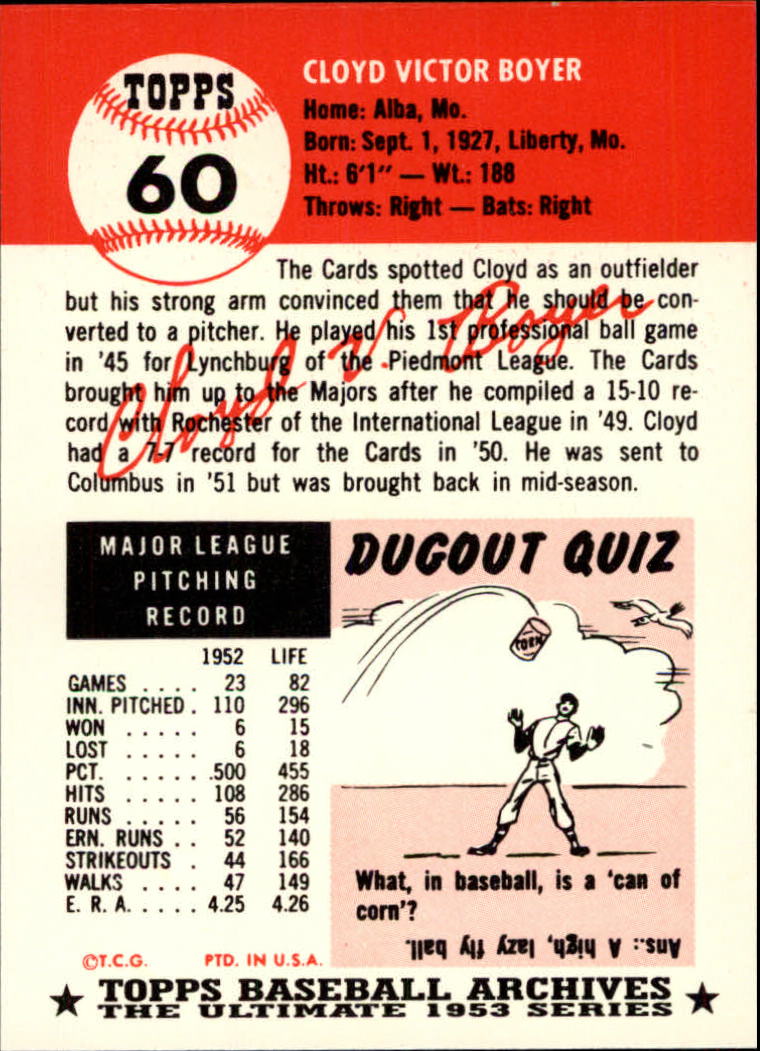 TOPPS
60
CLOYD VICTOR BOYER
Home: Alba, Mo.
Born: Sept. 1, 1927, Liberty, Mo.
Ht.: 6'1" — Wt.: 188
Throws: Right — Bats: Right
The Cards spotted Cloyd as an outfielder
but his strong arm convinced them that he should be con-
verted to a pitcher. He played his 1st professional ball game
in '45 for Lynchburg of the Piedmont League. The Cards
brought him up to the Majors after he compiled a 15-10 re-
cord with Rochester of the International League in '49. Cloyd
had a 7-7 record for the Cards in '50. He was sent to
Columbus in '51 but was brought back in mid-season.
Cloyd V. Boyer
MAJOR LEAGUE
PITCHING
RECORD
1952 LIFE
GAMES . . . . 23 82
INN. PITCHED . 110 296
WON . . . . . 6 15
LOST . . . . . 6 18
PCT. . . . . . .500 455
HITS . . . . . 108 286
RUNS . . . . . 56 154
ERN. RUNS . . 52 140
STRIKEOUTS . 44 166
WALKS . . . . 47 149
E. R. A. . . . . 4.25 4.26
©T.C.G. PTD. IN U.S.A.
DUGOUT QUIZ
CORN
What, in baseball, is a 'can of
corn'?
Ans.: A high, lazy fly ball.
TOPPS BASEBALL ARCHIVES
THE ULTIMATE 1953 SERIES